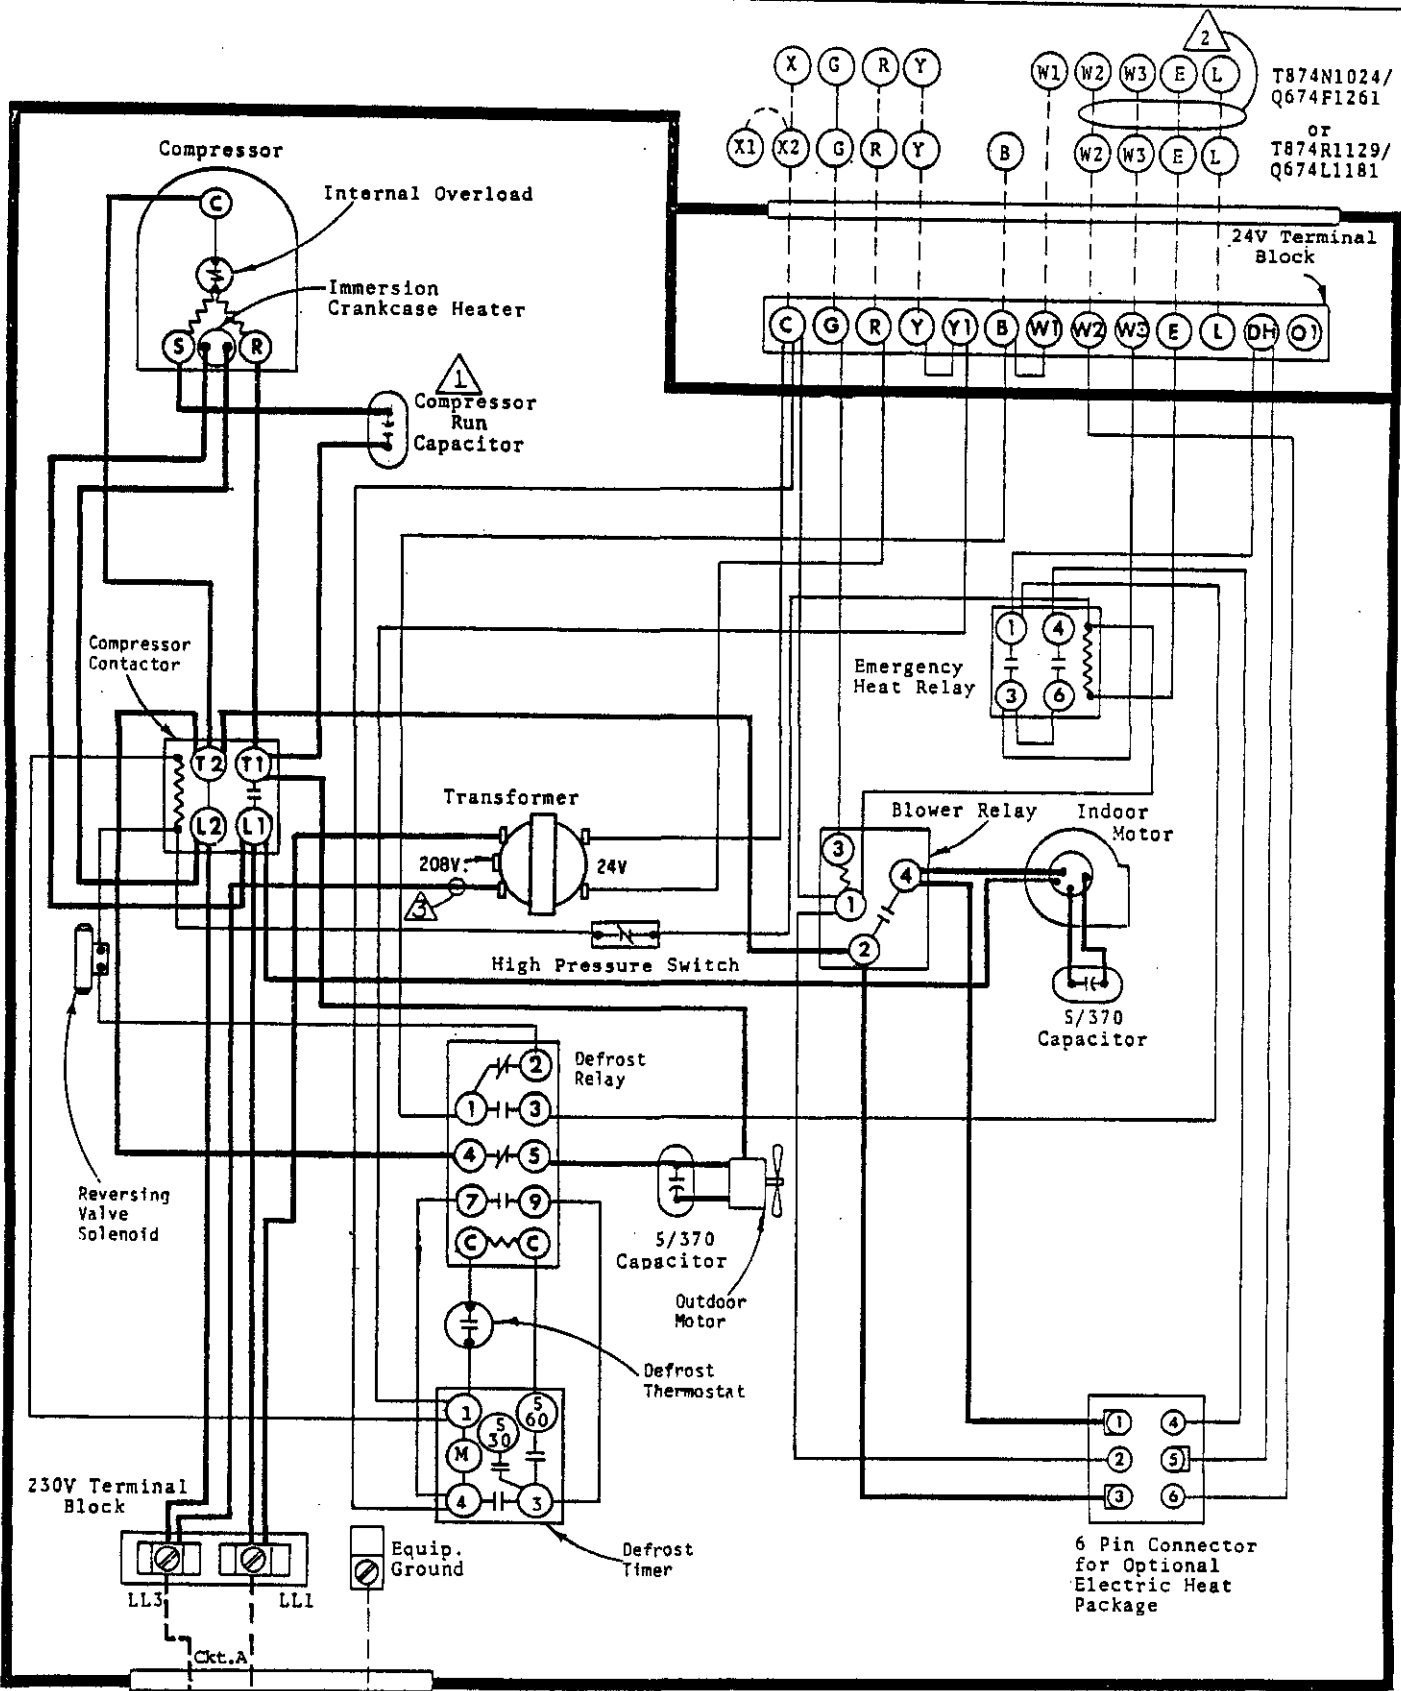 2
X G R Y W1 W2 W3 E L
T874N1024/
Q674F1261
or
T874R1129/
Q674L1181
X1 X2 G R Y B W2 W3 E L
24V Terminal
Block
C G R Y Y1 B W1 W2 W3 E L DH O1
Compressor
C
Internal Overload
Immersion
Crankcase Heater
S R
1
Compressor
Run
Capacitor
Compressor
Contactor
T2 T1
L2 L1
Emergency
Heat Relay
1 4
3 6
Transformer
208V.
24V
3
Blower Relay
3
4
1
2
Indoor
Motor
High Pressure Switch
5/370
Capacitor
Defrost
Relay
2
1 3
4 5
7 9
C C
Reversing
Valve
Solenoid
5/370
Capacitor
Outdoor
Motor
Defrost
Thermostat
1
S
30
S
60
M
4 3
Defrost
Timer
230V Terminal
Block
LL3 LL1
Equip.
Ground
Ckt.A
1 4
2 5
3 6
6 Pin Connector
for Optional
Electric Heat
Package